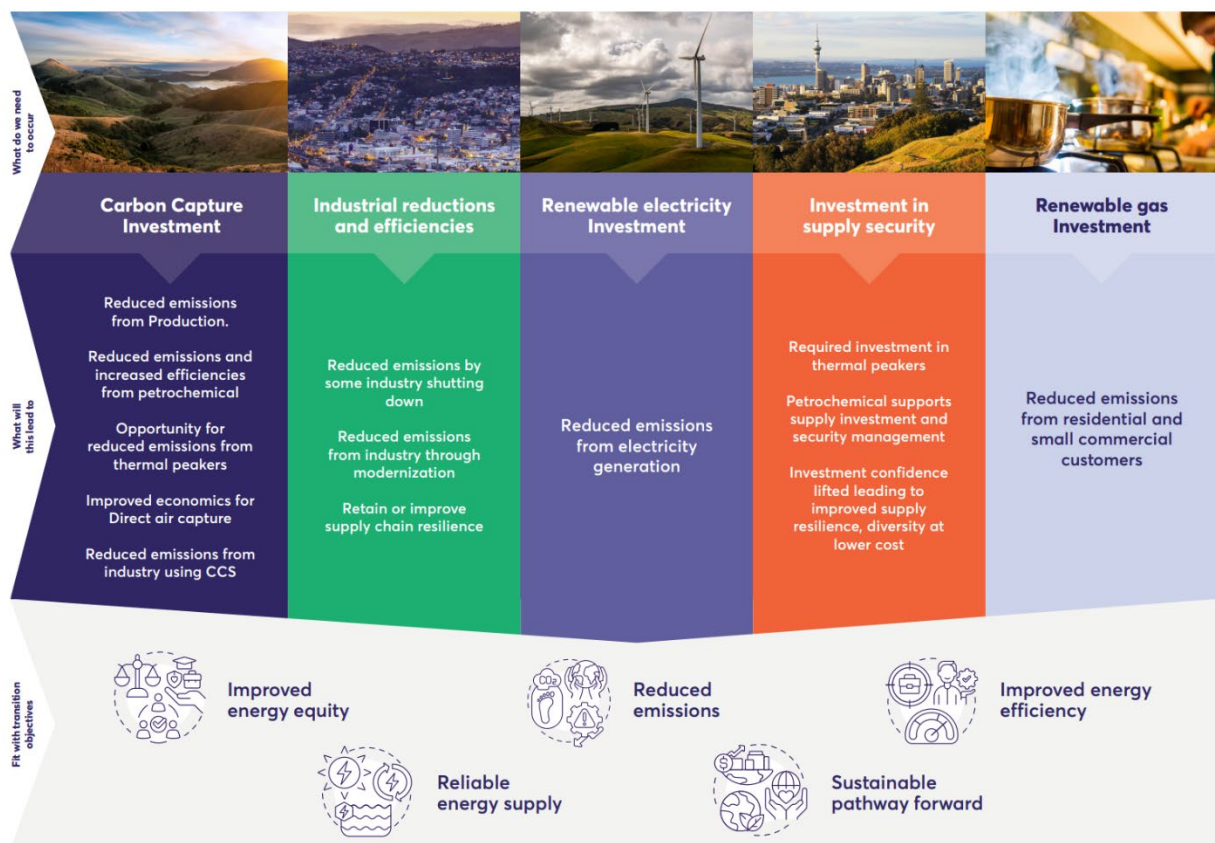 What do we need
to occur
Carbon Capture
Investment
Industrial reductions
and efficiencies
Renewable electricity
Investment
Investment in
supply security
Renewable gas
Investment
What will
this lead to
Reduced emissions
from Production.
Reduced emissions and
increased efficiencies
from petrochemical
Opportunity for
reduced emissions from
thermal peakers
Improved economics for
Direct air capture
Reduced emissions from
industry using CCS
Reduced emissions by
some industry shutting
down
Reduced emissions
from industry through
modernization
Retain or improve
supply chain resilience
Reduced emissions
from electricity
generation
Required investment in
thermal peakers
Petrochemical supports
supply investment and
security management
Investment confidence
lifted leading to
improved supply
resilience, diversity at
lower cost
Reduced emissions
from residential and
small commercial
customers
Fit with transition
objectives
Improved
energy equity
Reduced
emissions
Improved energy
efficiency
Reliable
energy supply
Sustainable
pathway forward